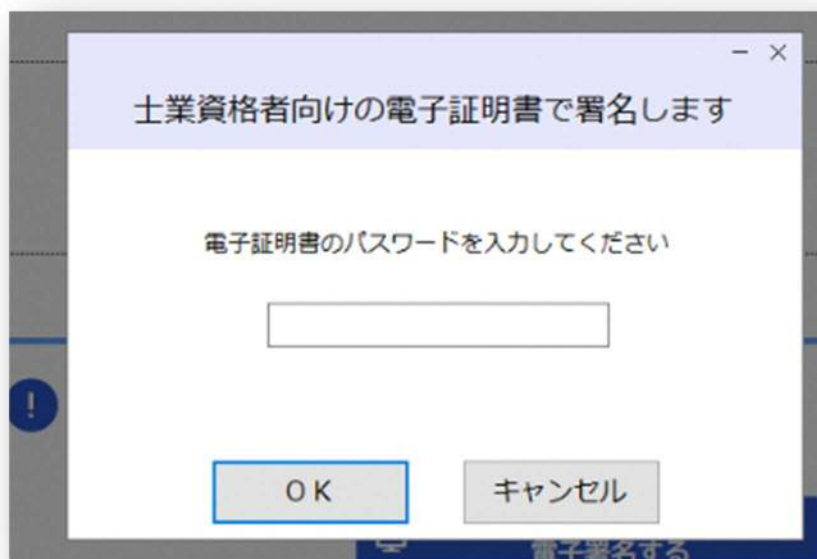 士業資格者向けの電子証明書で署名します
電子証明書のパスワードを入力してください
OK
キャンセル
!
電子署名する